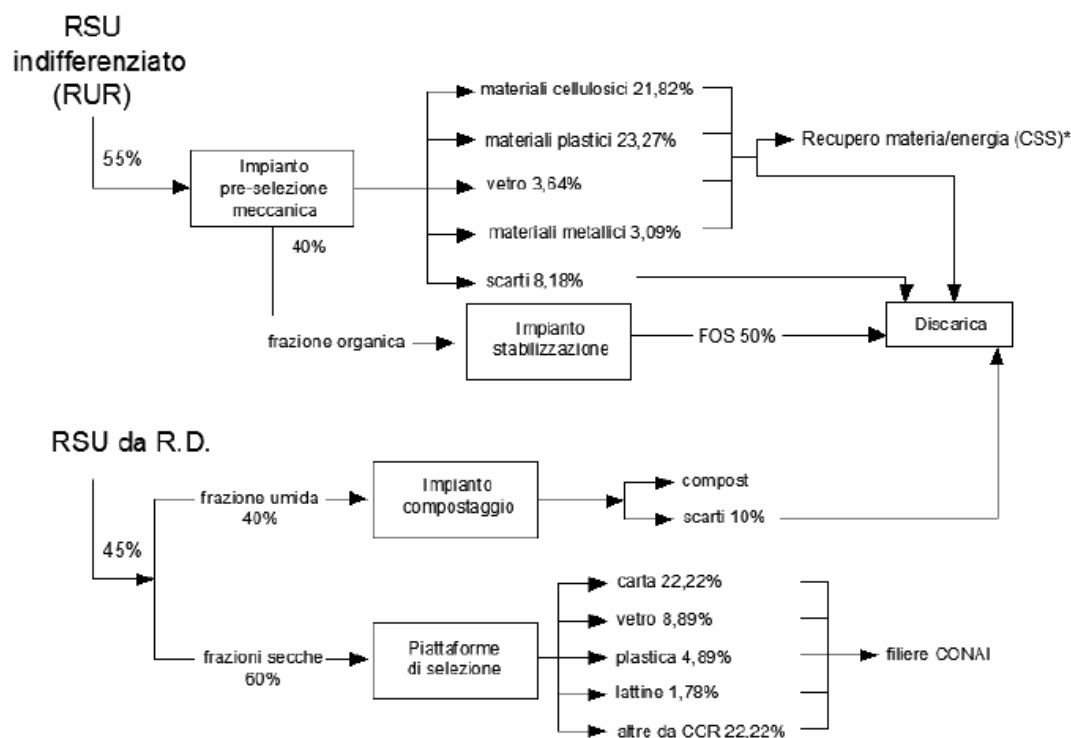 RSU
indifferenziato
(RUR)
55%
Impianto
pre-selezione
meccanica
40%
materiali cellulosici 21,82%
materiali plastici 23,27%
vetro 3,64%
materiali metallici 3,09%
scarti 8,18%
Recupero materia/energia (CSS)*
frazione organica
Impianto
stabilizzazione
FOS 50%
Discarica
RSU da R.D.
45%
frazione umida
40%
Impianto
compostaggio
compost
scarti 10%
frazioni secche
60%
Piattaforme
di selezione
carta 22,22%
vetro 8,89%
plastica 4,89%
lattine 1,78%
altre da CCR 22,22%
filiere CONAI